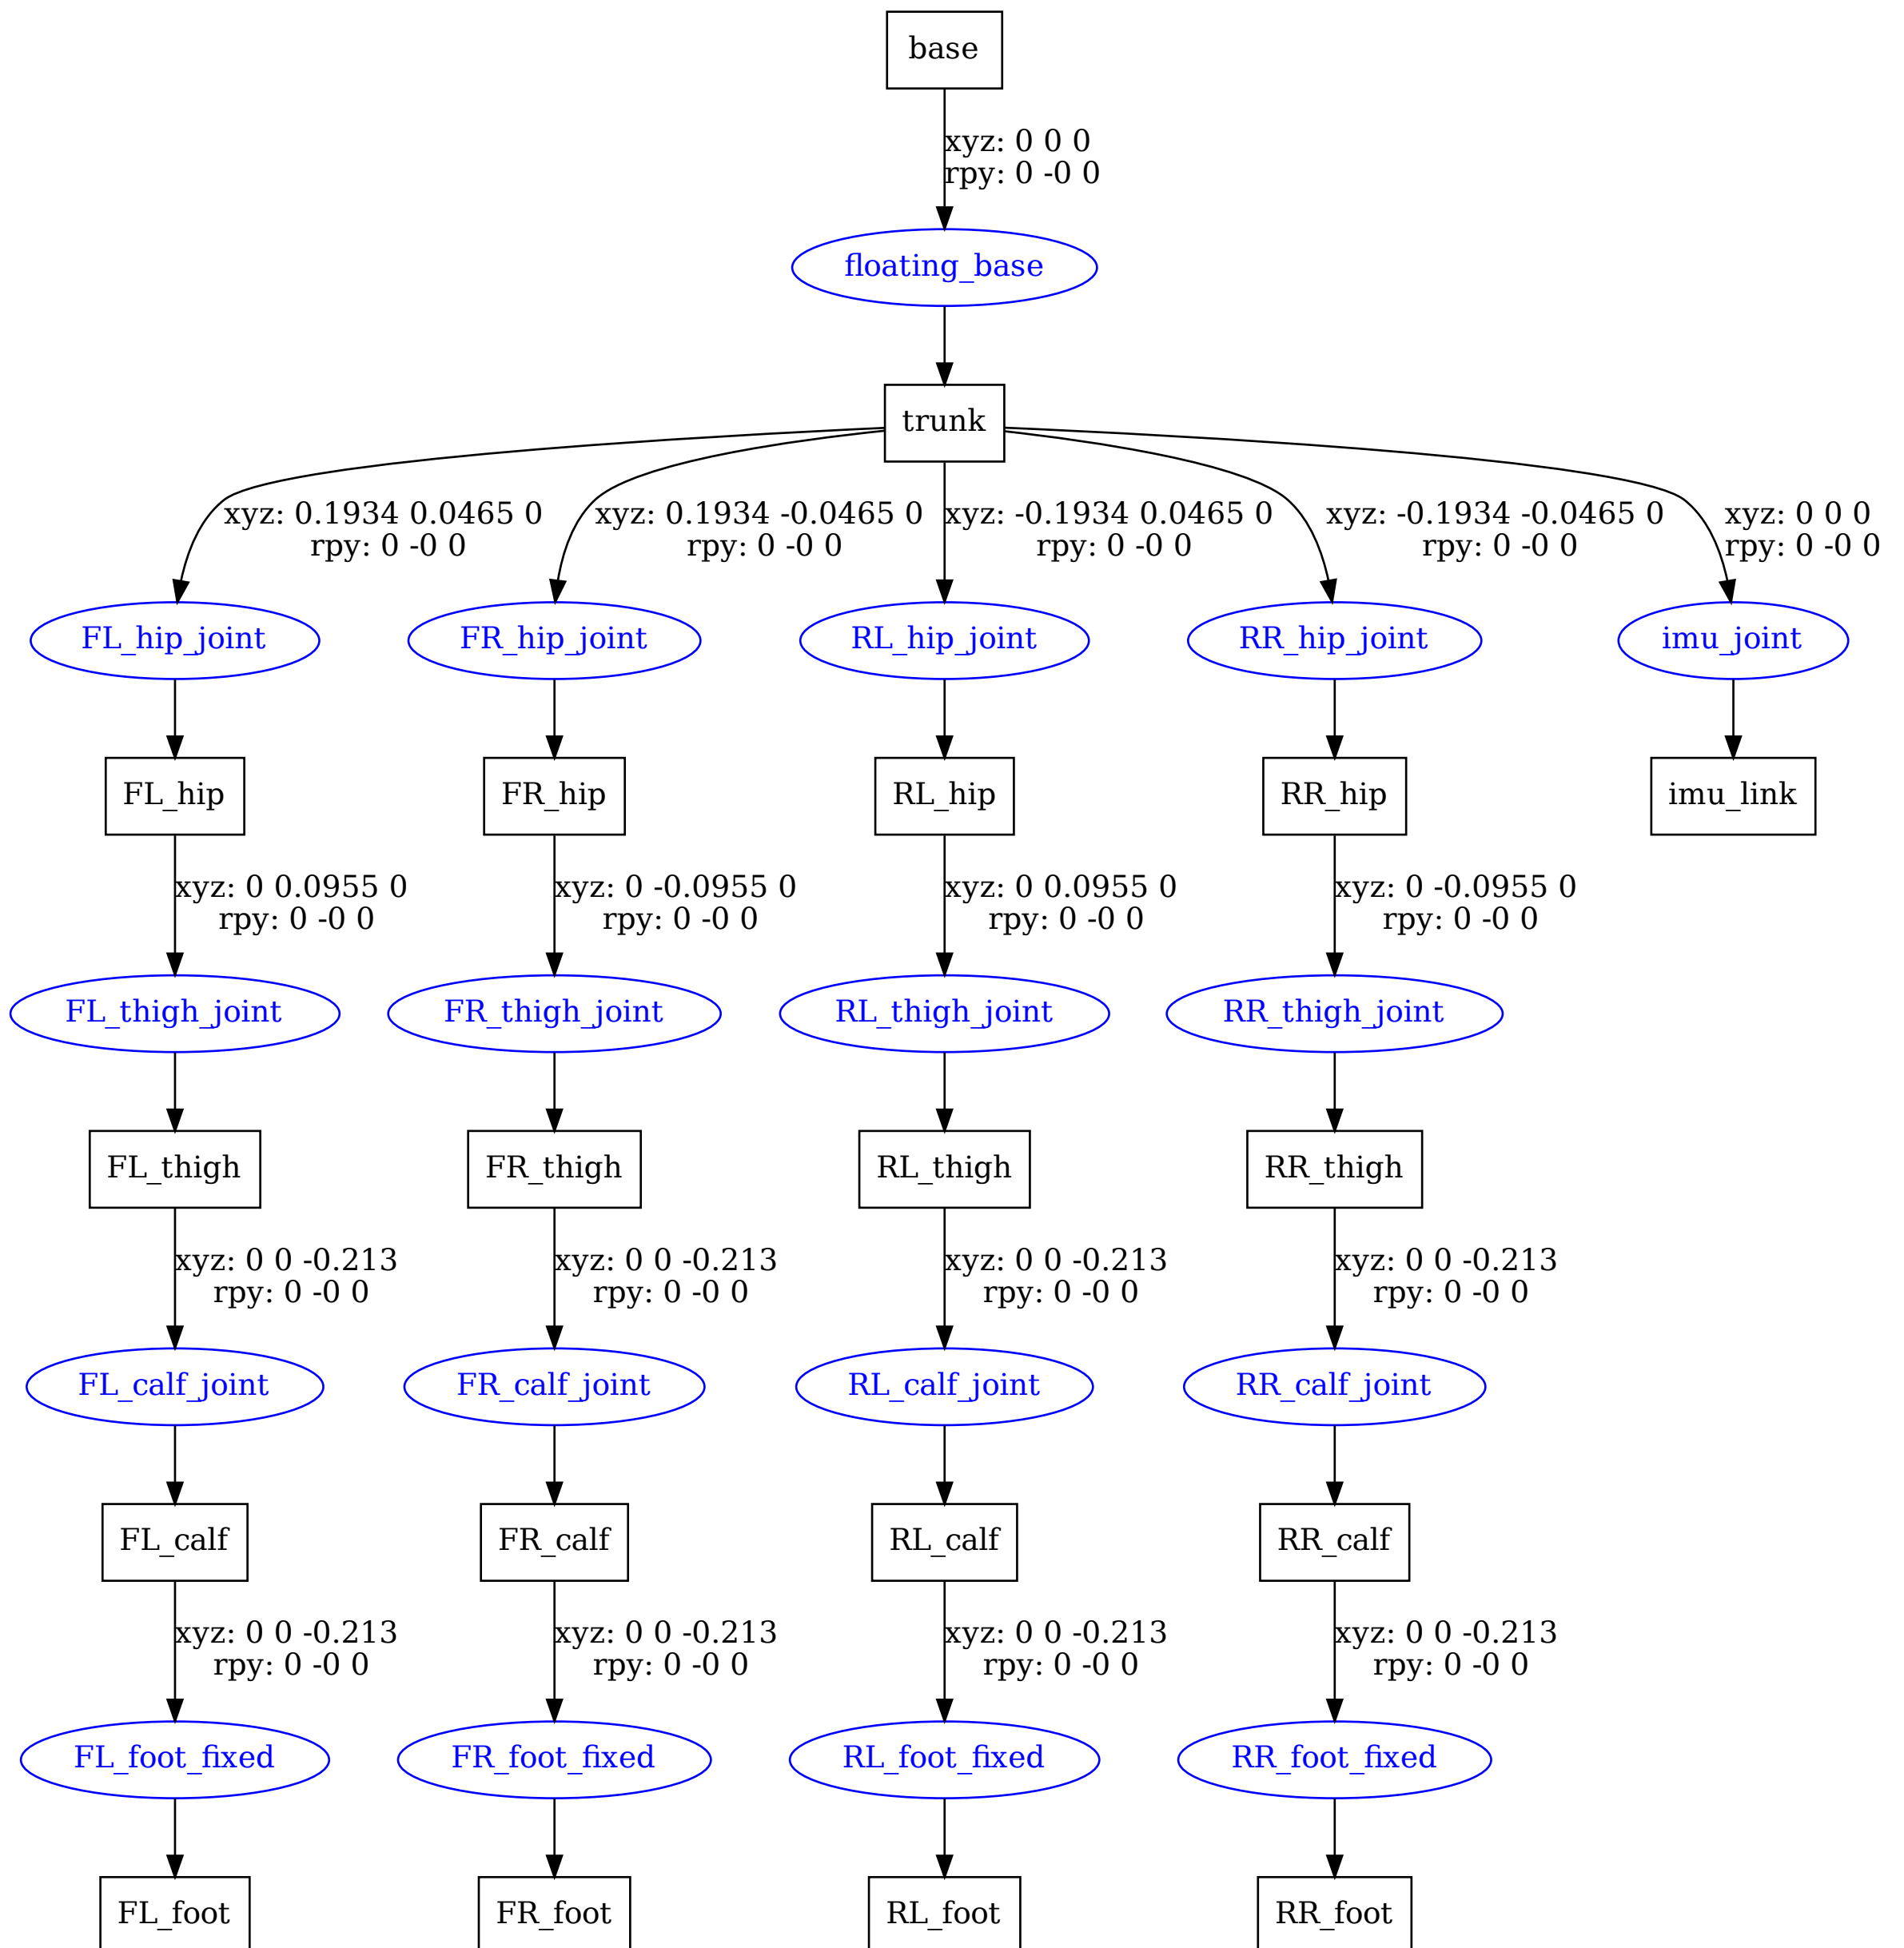 base
xyz: 0 0 0
rpy: 0 -0 0
floating_base
trunk
xyz: 0.1934 0.0465 0
rpy: 0 -0 0
xyz: 0.1934 -0.0465 0
rpy: 0 -0 0
xyz: -0.1934 0.0465 0
rpy: 0 -0 0
xyz: -0.1934 -0.0465 0
rpy: 0 -0 0
xyz: 0 0 0
rpy: 0 -0 0
FL_hip_joint
FR_hip_joint
RL_hip_joint
RR_hip_joint
imu_joint
FL_hip
FR_hip
RL_hip
RR_hip
imu_link
xyz: 0 0.0955 0
rpy: 0 -0 0
xyz: 0 -0.0955 0
rpy: 0 -0 0
xyz: 0 0.0955 0
rpy: 0 -0 0
xyz: 0 -0.0955 0
rpy: 0 -0 0
FL_thigh_joint
FR_thigh_joint
RL_thigh_joint
RR_thigh_joint
FL_thigh
FR_thigh
RL_thigh
RR_thigh
xyz: 0 0 -0.213
rpy: 0 -0 0
xyz: 0 0 -0.213
rpy: 0 -0 0
xyz: 0 0 -0.213
rpy: 0 -0 0
xyz: 0 0 -0.213
rpy: 0 -0 0
FL_calf_joint
FR_calf_joint
RL_calf_joint
RR_calf_joint
FL_calf
FR_calf
RL_calf
RR_calf
xyz: 0 0 -0.213
rpy: 0 -0 0
xyz: 0 0 -0.213
rpy: 0 -0 0
xyz: 0 0 -0.213
rpy: 0 -0 0
xyz: 0 0 -0.213
rpy: 0 -0 0
FL_foot_fixed
FR_foot_fixed
RL_foot_fixed
RR_foot_fixed
FL_foot
FR_foot
RL_foot
RR_foot